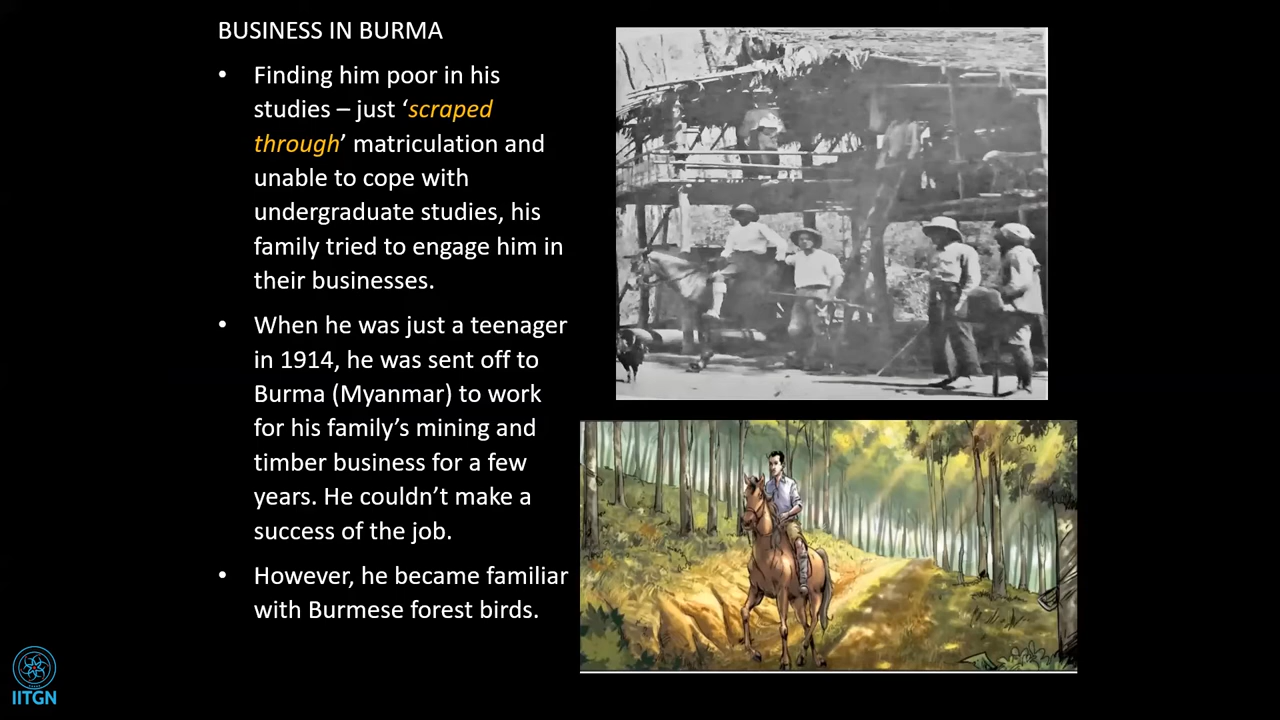 BUSINESS IN BURMA
• Finding him poor in his
studies – just ‘scraped
through’ matriculation and
unable to cope with
undergraduate studies, his
family tried to engage him in
their businesses.
• When he was just a teenager
in 1914, he was sent off to
Burma (Myanmar) to work
for his family’s mining and
timber business for a few
years. He couldn’t make a
success of the job.
• However, he became familiar
with Burmese forest birds.
IITGN